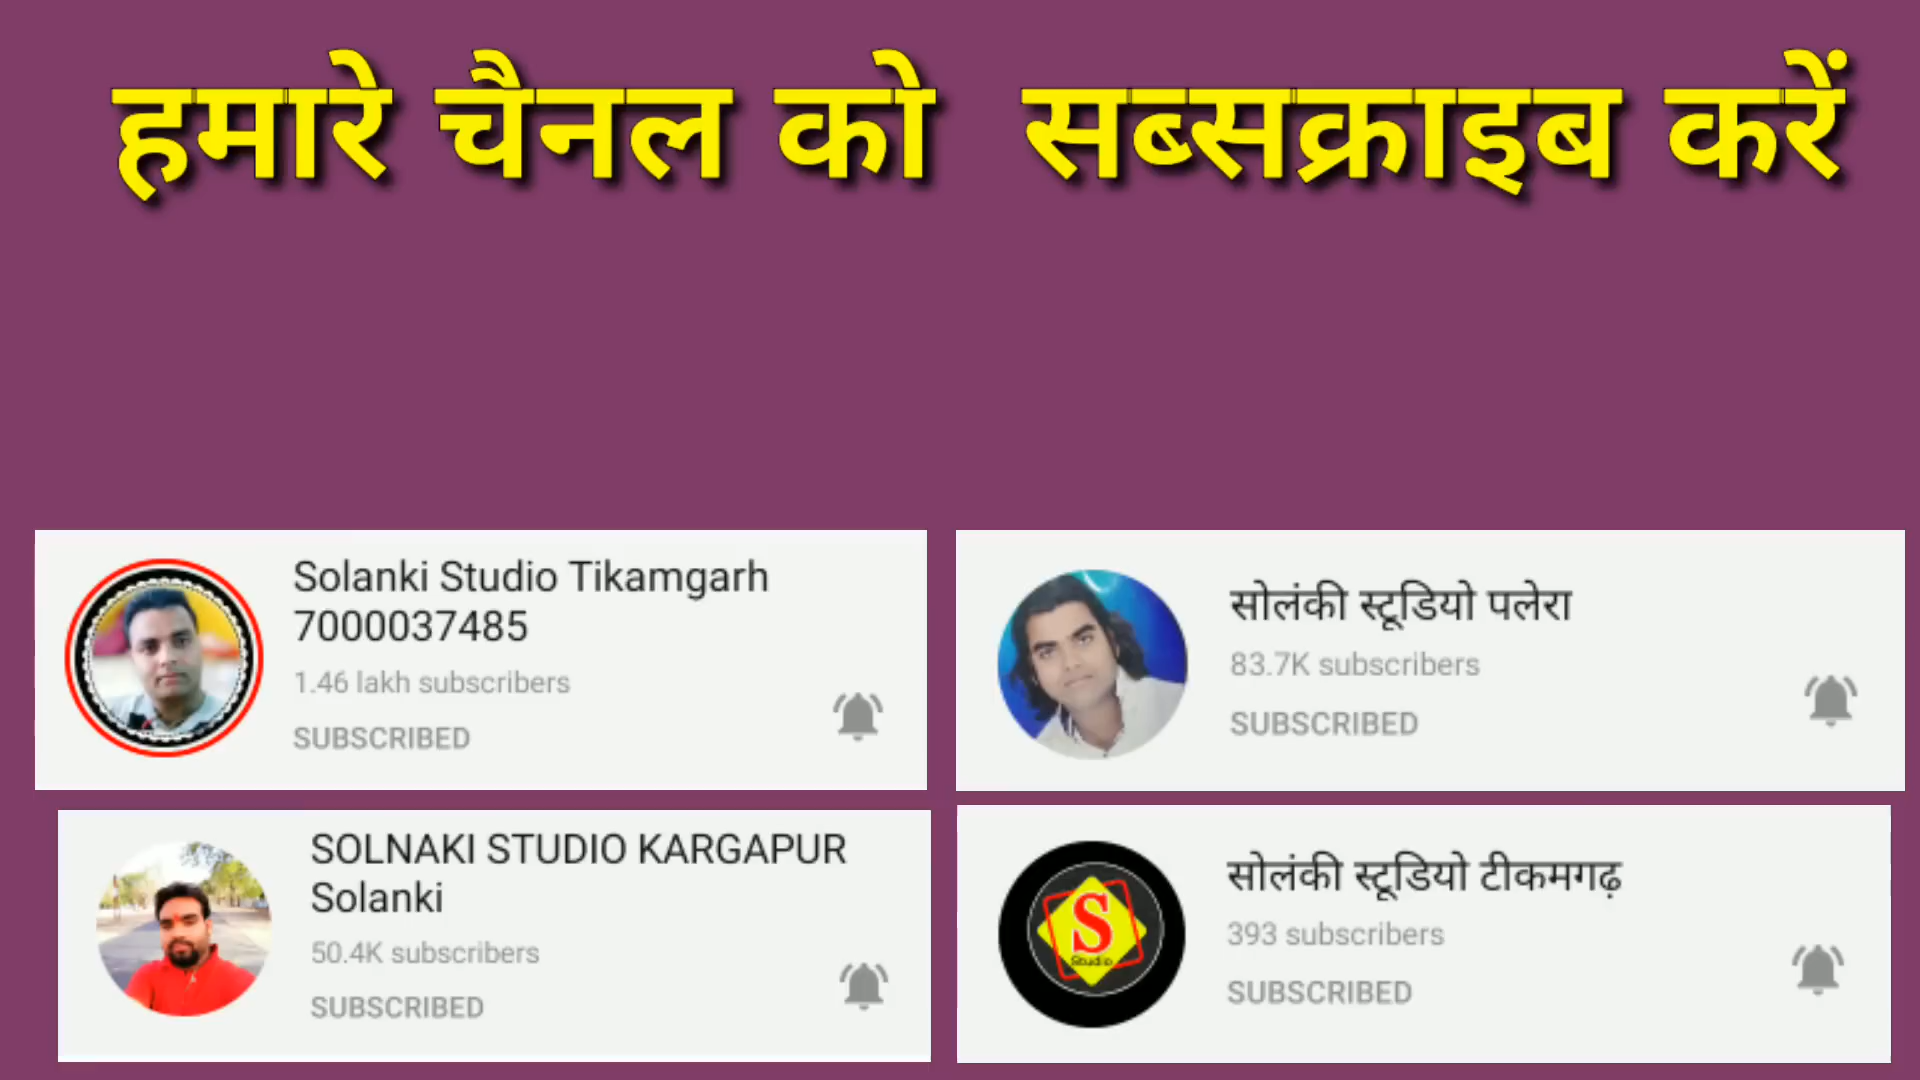 हमारे चैनल को सब्सक्राइब करें
Solanki Studio Tikamgarh
7000037485
1.46 lakh subscribers
SUBSCRIBED
सोलंकी स्टूडियो पलेरा
83.7K subscribers
SUBSCRIBED
SOLNAKI STUDIO KARGAPUR
Solanki
50.4K subscribers
SUBSCRIBED
S
Studio
सोलंकी स्टूडियो टीकमगढ़
393 subscribers
SUBSCRIBED